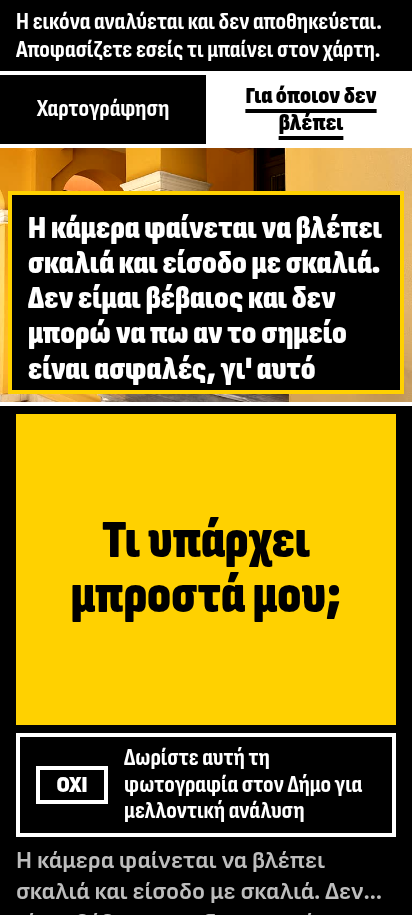 Η εικόνα αναλύεται και δεν αποθηκεύεται.
Αποφασίζετε εσείς τι μπαίνει στον χάρτη.
Χαρτογράφηση
Για όποιον δεν
βλέπει
Η κάμερα φαίνεται να βλέπει
σκαλιά και είσοδο με σκαλιά.
Δεν είμαι βέβαιος και δεν
μπορώ να πω αν το σημείο
είναι ασφαλές, γι' αυτό
Τι υπάρχει
μπροστά μου;
ΟΧΙ
Δωρίστε αυτή τη
φωτογραφία στον Δήμο για
μελλοντική ανάλυση
Η κάμερα φαίνεται να βλέπει
σκαλιά και είσοδο με σκαλιά. Δεν...